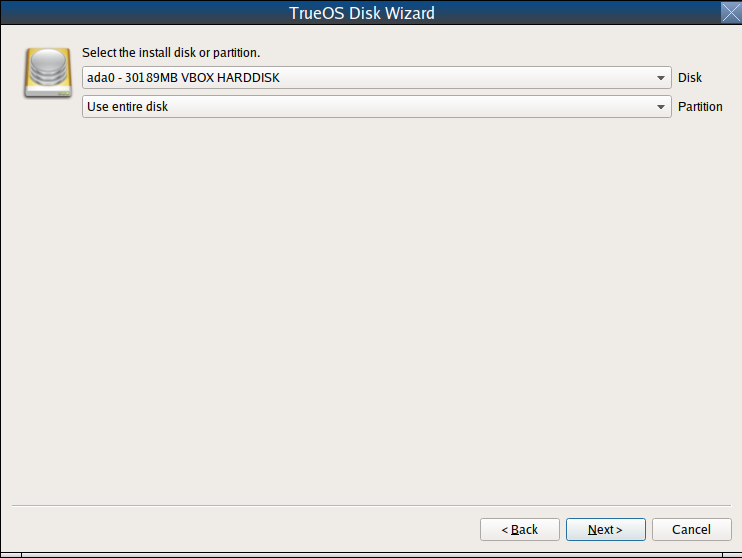 TrueOS Disk Wizard
Select the install disk or partition.
ada0 - 30189MB VBOX HARDDISK Disk
Use entire disk Partition
< Back Next > Cancel